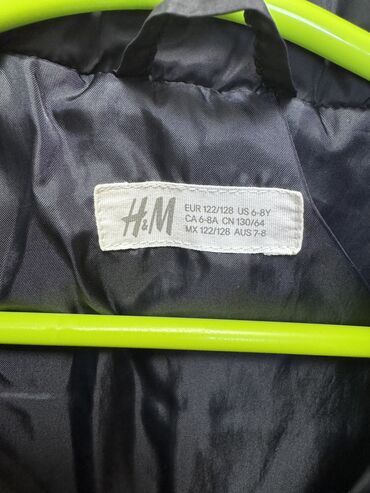 H&M
EUR 122/128 US 6-8Y
CA 6-8A CN 130/64
MX 122/128 AUS 7-8